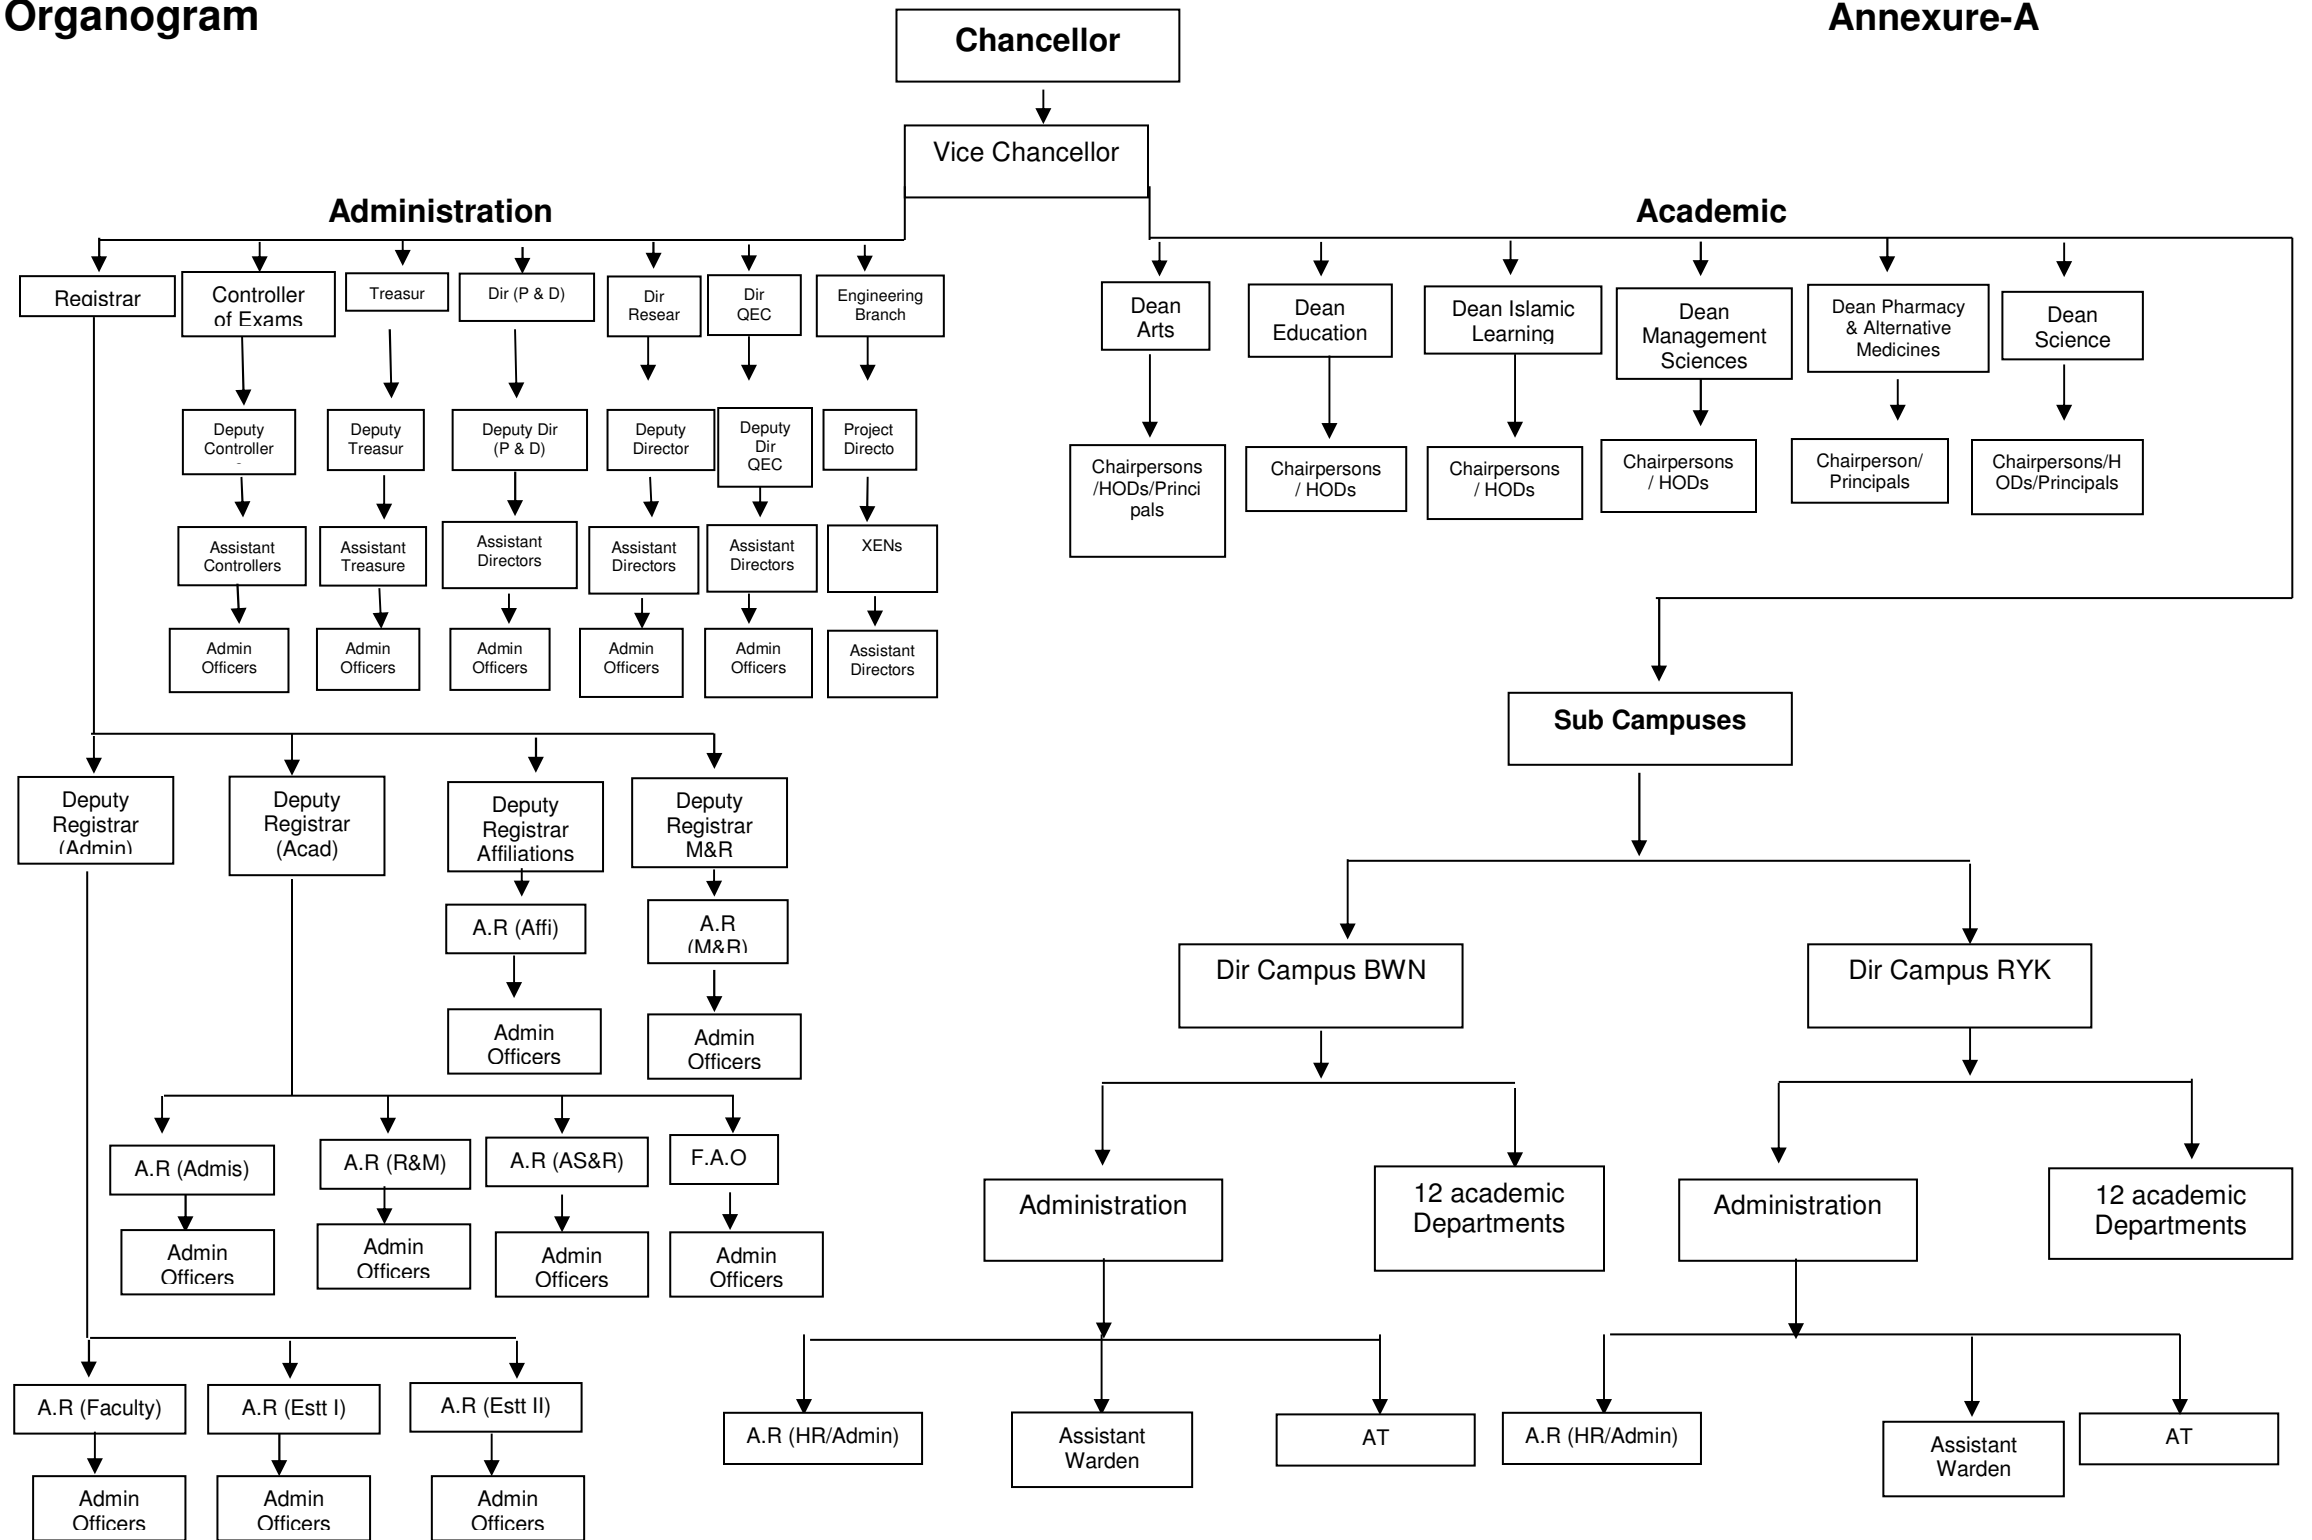 Organogram
Annexure-A
Chancellor
Vice Chancellor
Administration
Academic
Registrar
Controller
of Exams
Treasur
Dir (P & D)
Dir
Resear
Dir
QEC
Engineering
Branch
Dean
Arts
Dean
Education
Dean Islamic
Learning
Dean
Management
Sciences
Dean Pharmacy
& Alternative
Medicines
Dean
Science
Deputy
Controller
Deputy
Treasur
Deputy Dir
(P & D)
Deputy
Director
Deputy
Dir
QEC
Project
Directo
Chairpersons
/HODs/Princi
pals
Chairpersons
/ HODs
Chairpersons
/ HODs
Chairpersons
/ HODs
Chairperson/
Principals
Chairpersons/H
ODs/Principals
Assistant
Controllers
Assistant
Treasure
Assistant
Directors
Assistant
Directors
Assistant
Directors
XENs
Admin
Officers
Admin
Officers
Admin
Officers
Admin
Officers
Admin
Officers
Assistant
Directors
Sub Campuses
Deputy
Registrar
(Admin)
Deputy
Registrar
(Acad)
Deputy
Registrar
Affiliations
Deputy
Registrar
M&R
A.R (Affi)
A.R
(M&R)
Dir Campus BWN
Dir Campus RYK
Admin
Officers
Admin
Officers
A.R (Admis)
A.R (R&M)
A.R (AS&R)
F.A.O
Administration
12 academic
Departments
Administration
12 academic
Departments
Admin
Officers
Admin
Officers
Admin
Officers
Admin
Officers
A.R (Faculty)
A.R (Estt I)
A.R (Estt II)
A.R (HR/Admin)
Assistant
Warden
AT
A.R (HR/Admin)
Assistant
Warden
AT
Admin
Officers
Admin
Officers
Admin
Officers